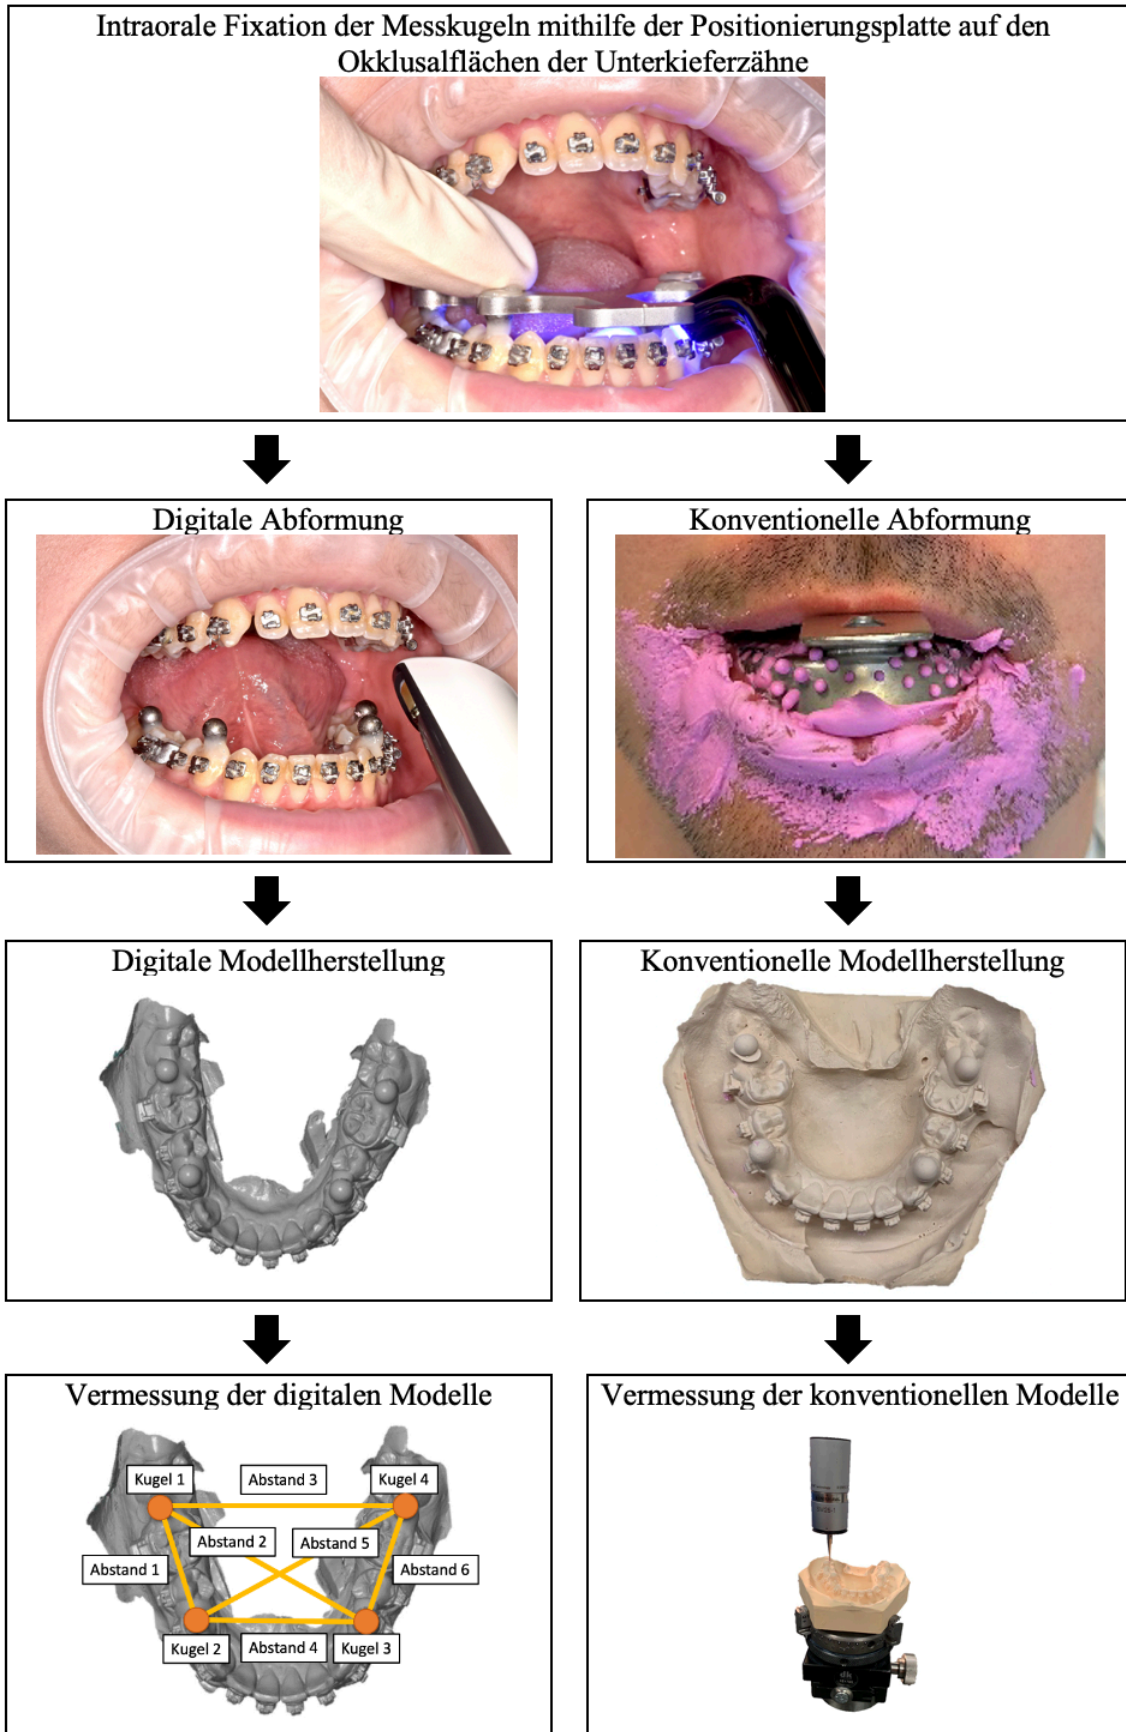 Intraorale Fixation der Messkugeln mithilfe der Positionierungsplatte auf den
Okklusalflächen der Unterkieferzähne
Digitale Abformung
Konventionelle Abformung
Digitale Modellherstellung
Konventionelle Modellherstellung
Vermessung der digitalen Modelle
Vermessung der konventionellen Modelle
Kugel 1
Abstand 3
Kugel 4
Abstand 2
Abstand 5
Abstand 1
Abstand 6
Kugel 2
Abstand 4
Kugel 3
dk